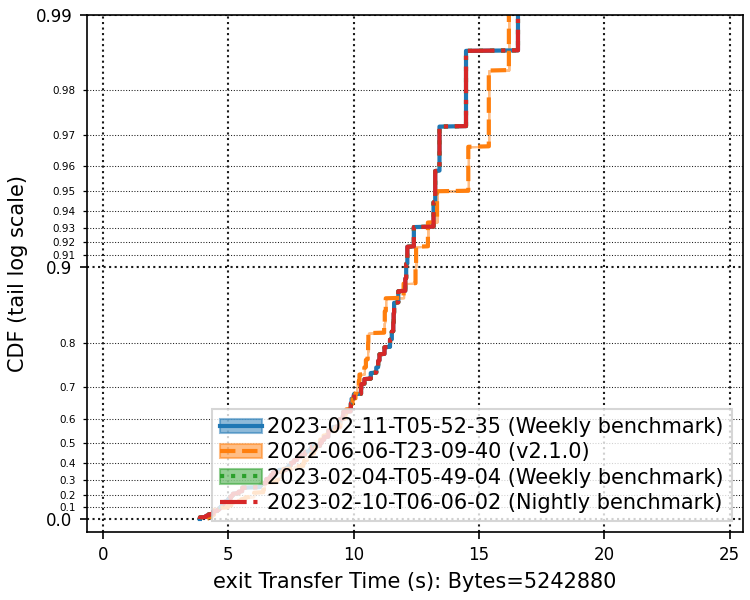 0.99
0.98
0.97
0.96
0.95
0.94
0.93
0.92
0.91
0.9
0.8
0.7
0.6
0.5
0.4
0.3
0.2
0.1
0.0
CDF (tail log scale)
2023-02-11-T05-52-35 (Weekly benchmark)
2022-06-06-T23-09-40 (v2.1.0)
2023-02-04-T05-49-04 (Weekly benchmark)
2023-02-10-T06-06-02 (Nightly benchmark)
0 5 10 15 20 25
exit Transfer Time (s): Bytes=5242880